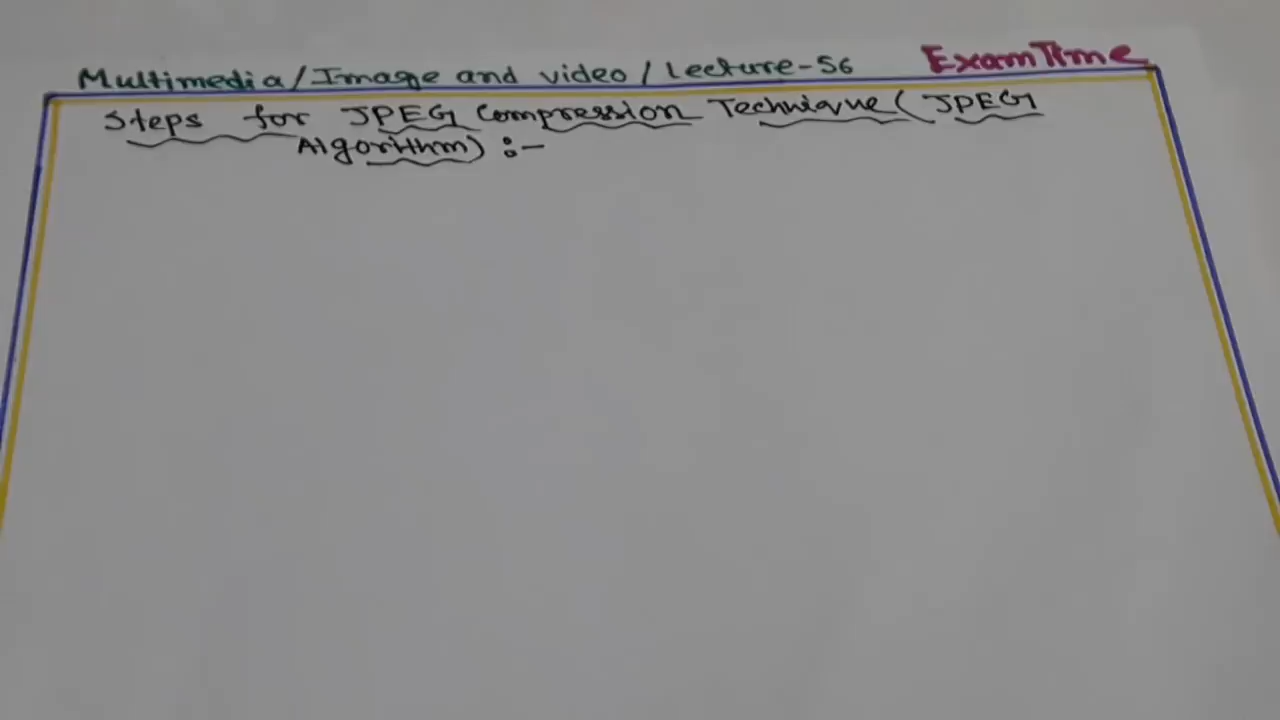 Multimedia/Image and video/Lecture-56 ExamTime
Steps for JPEG Compression Technique(JPEG
Algorithm) :-